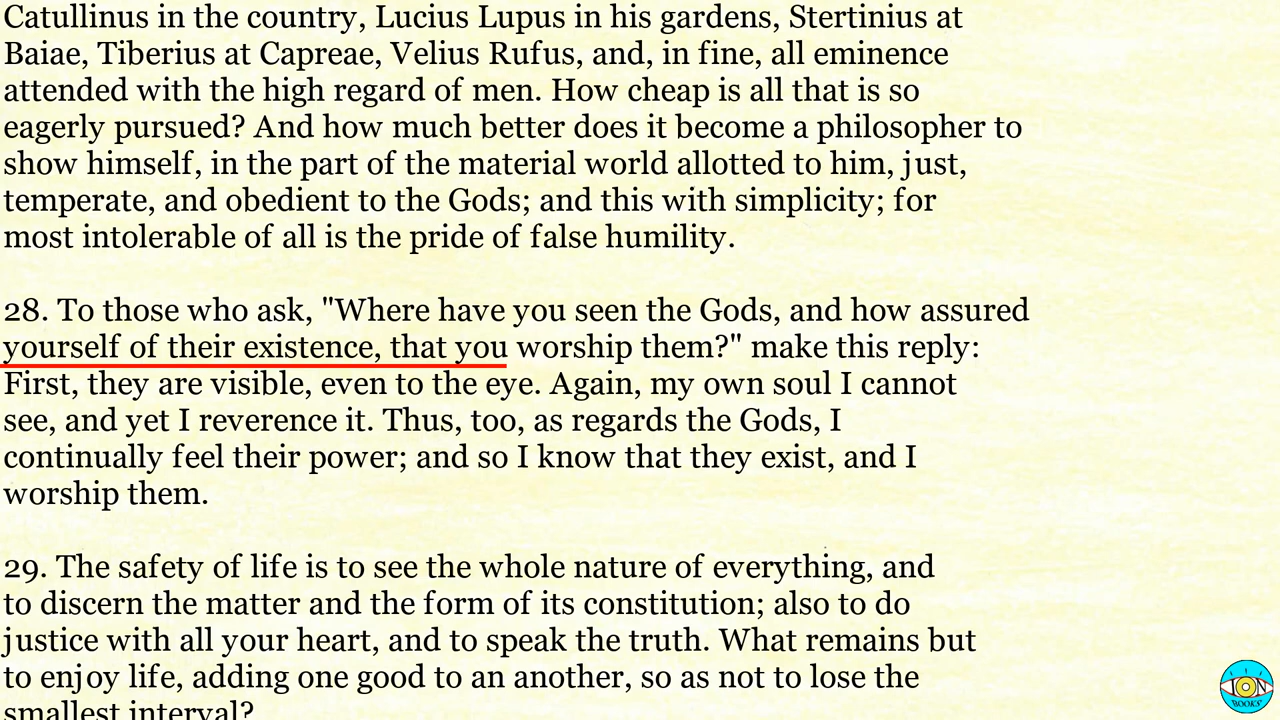 Catullinus in the country, Lucius Lupus in his gardens, Stertinius at
Baiae, Tiberius at Capreae, Velius Rufus, and, in fine, all eminence
attended with the high regard of men. How cheap is all that is so
eagerly pursued? And how much better does it become a philosopher to
show himself, in the part of the material world allotted to him, just,
temperate, and obedient to the Gods; and this with simplicity; for
most intolerable of all is the pride of false humility.
28. To those who ask, "Where have you seen the Gods, and how assured
yourself of their existence, that you worship them?" make this reply:
First, they are visible, even to the eye. Again, my own soul I cannot
see, and yet I reverence it. Thus, too, as regards the Gods, I
continually feel their power; and so I know that they exist, and I
worship them.
29. The safety of life is to see the whole nature of everything, and
to discern the matter and the form of its constitution; also to do
justice with all your heart, and to speak the truth. What remains but
to enjoy life, adding one good to an another, so as not to lose the
smallest interval?
ION
BOOKS